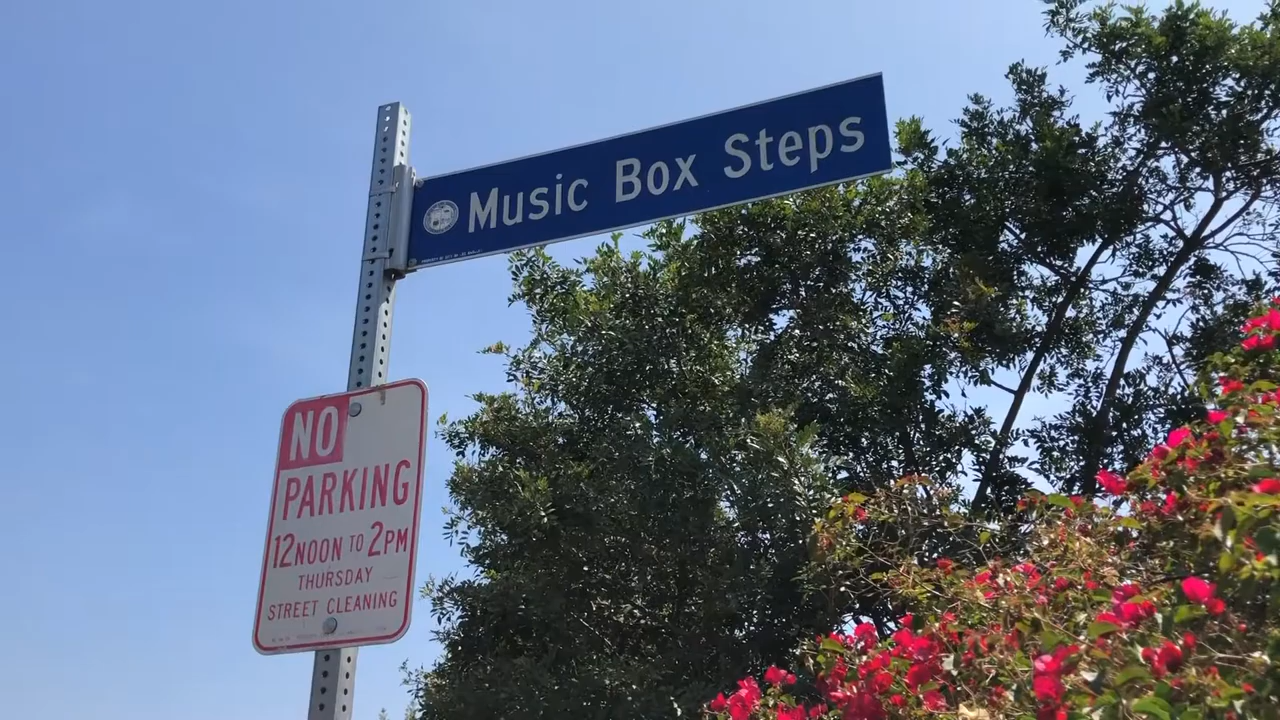 Music Box Steps
NO
PARKING
12NOON TO 2PM
THURSDAY
STREET CLEANING